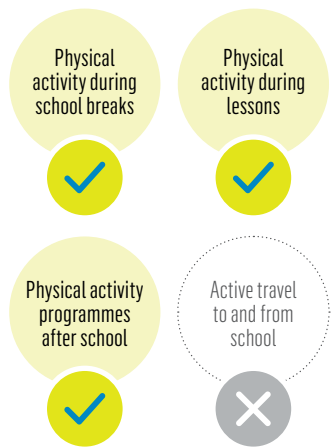 Physical
activity during
school breaks
Physical
activity during
lessons
Physical activity
programmes
after school
Active travel
to and from
school